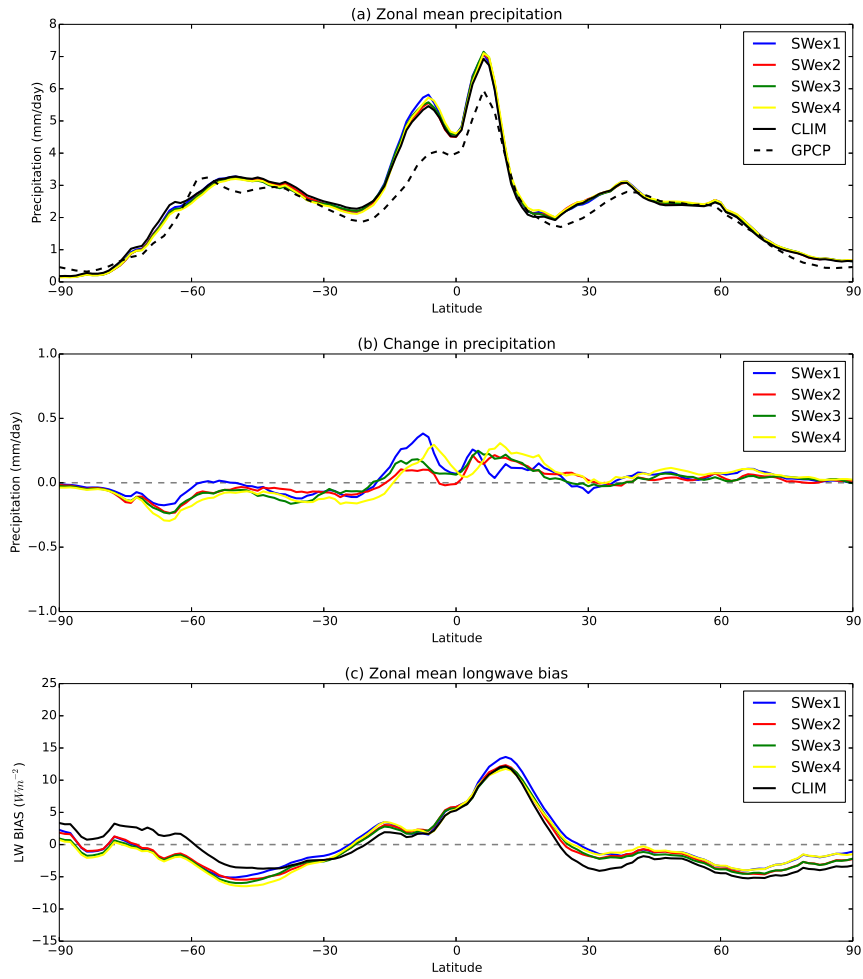 (a) Zonal mean precipitation
8
7
6
5
4
3
2
1
0
Precipitation (mm/day)
SWex1
SWex2
SWex3
SWex4
CLIM
GPCP
−90 −60 −30 0 30 60 90
Latitude
(b) Change in precipitation
1.0
0.5
0.0
−0.5
−1.0
Precipitation (mm/day)
SWex1
SWex2
SWex3
SWex4
−90 −60 −30 0 30 60 90
Latitude
(c) Zonal mean longwave bias
25
20
15
10
5
0
−5
−10
−15
LW BIAS (Wm⁻²)
SWex1
SWex2
SWex3
SWex4
CLIM
−90 −60 −30 0 30 60 90
Latitude